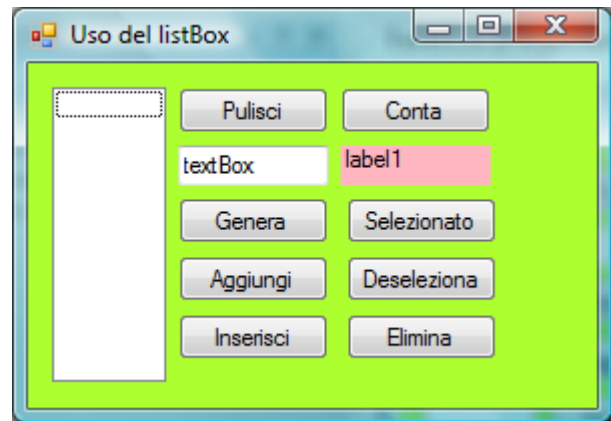 Uso del listBox
Pulisci Conta
textBox label1
Genera Selezionato
Aggiungi Deseleziona
Inserisci Elimina